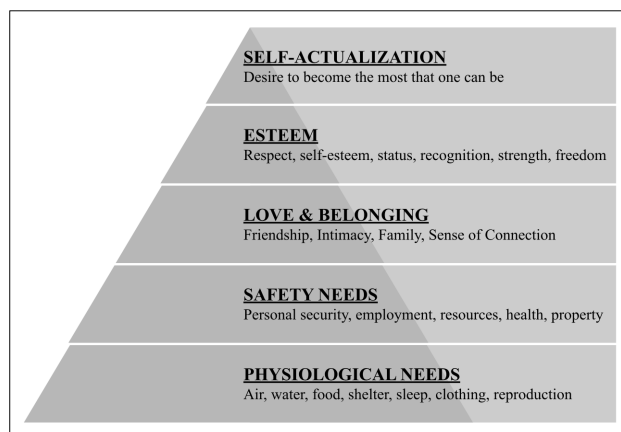 SELF-ACTUALIZATION
Desire to become the most that one can be
ESTEEM
Respect, self-esteem, status, recognition, strength, freedom
LOVE & BELONGING
Friendship, Intimacy, Family, Sense of Connection
SAFETY NEEDS
Personal security, employment, resources, health, property
PHYSIOLOGICAL NEEDS
Air, water, food, shelter, sleep, clothing, reproduction